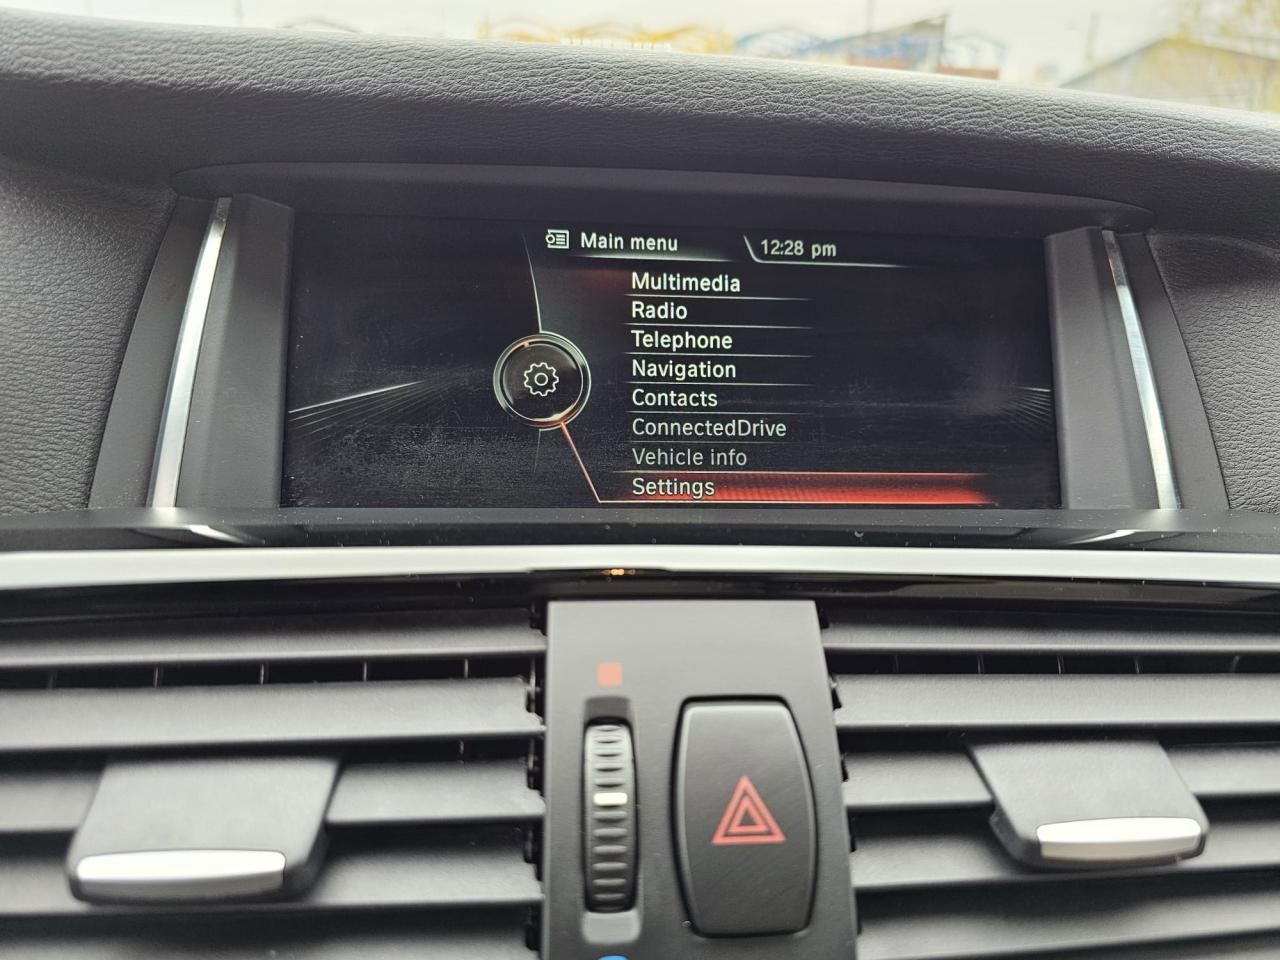 Main menu
12:28 pm
Multimedia
Radio
Telephone
Navigation
Contacts
ConnectedDrive
Vehicle info
Settings